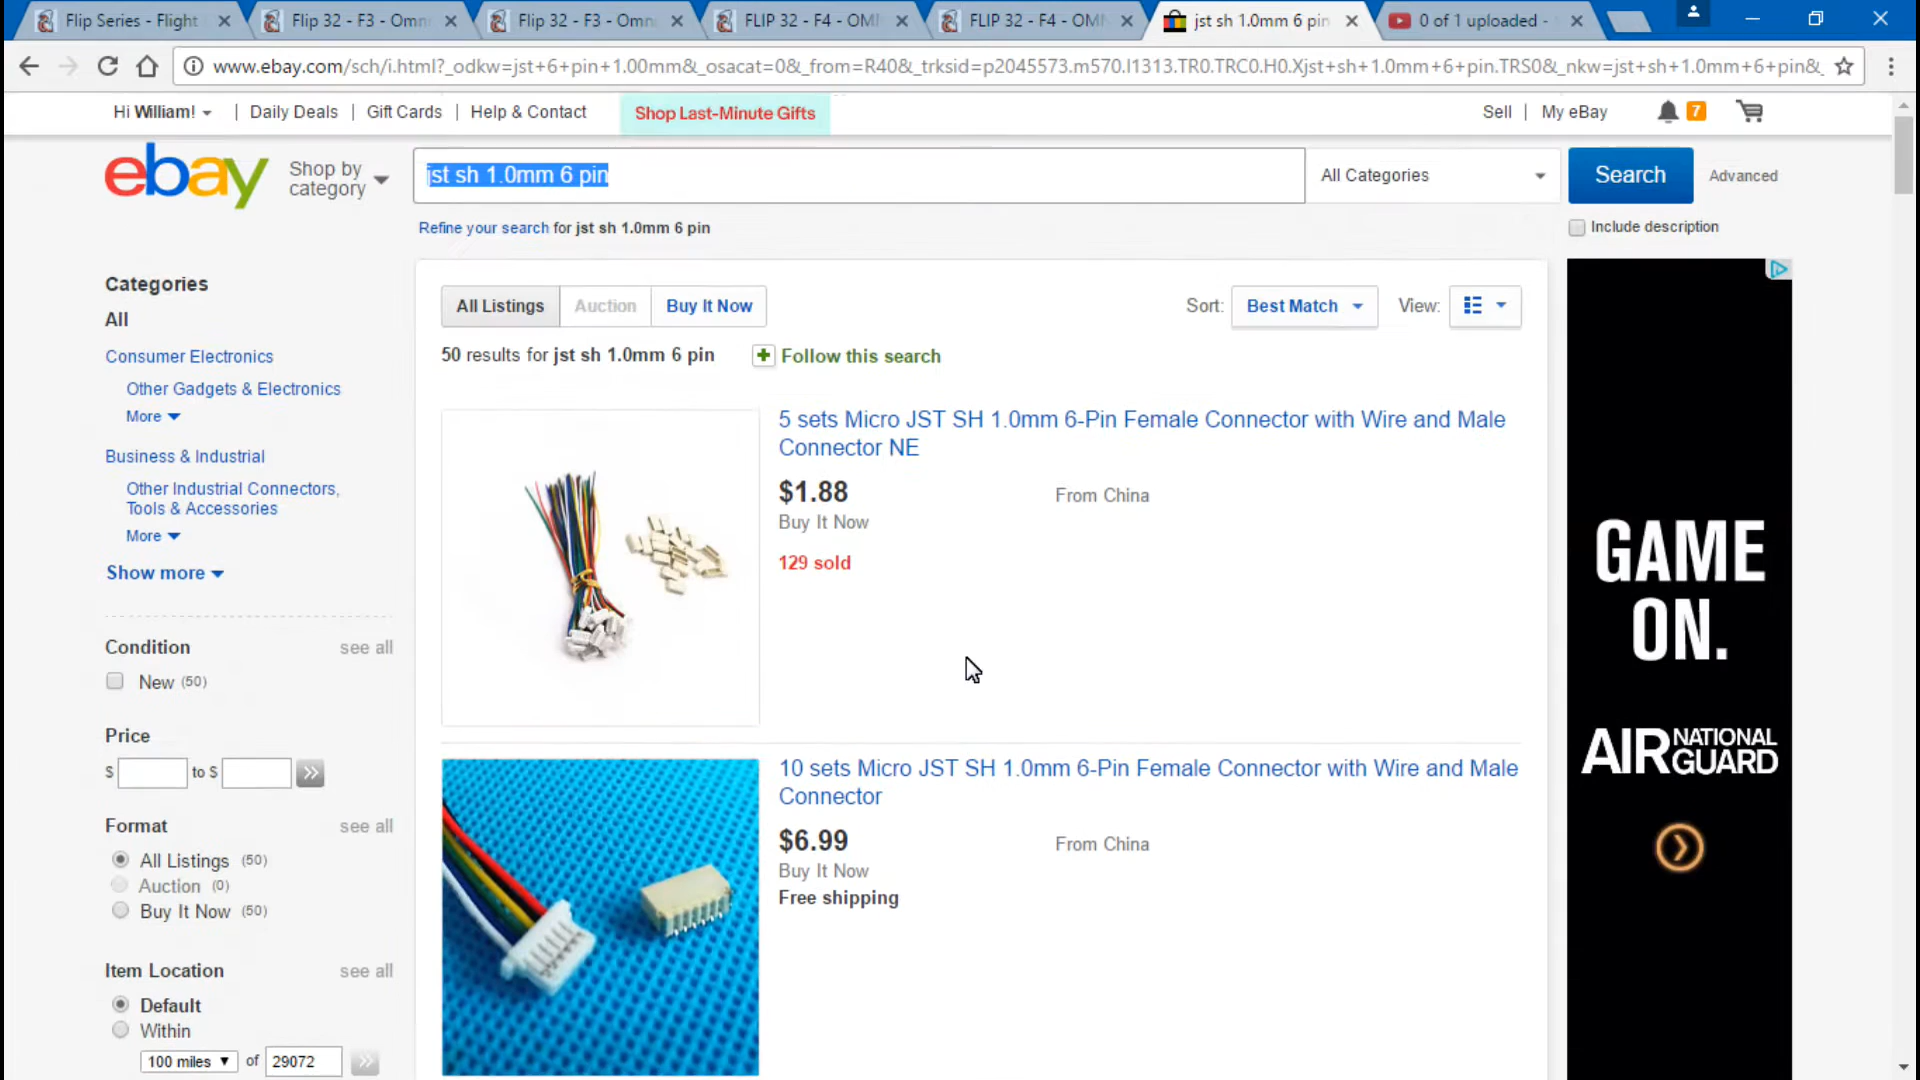 Flip Series - Flight
Flip 32 - F3 - Omn
Flip 32 - F3 - Omn
FLIP 32 - F4 - OM
FLIP 32 - F4 - OM
jst sh 1.0mm 6 pin
0 of 1 uploaded -
www.ebay.com/sch/i.html?_odkw=jst+6+pin+1.00mm&_osacat=0&_from=R40&_trksid=p2045573.m570.l1313.TR0.TRC0.H0.Xjst+sh+1.0mm+6+pin.TRS0&_nkw=jst+sh+1.0mm+6+pin&_
Hi William! | Daily Deals | Gift Cards | Help & Contact
Shop Last-Minute Gifts
Sell | My eBay 7
ebay
Shop by
category
jst sh 1.0mm 6 pin
All Categories
Search
Advanced
Refine your search for jst sh 1.0mm 6 pin
Include description
Categories
All
Consumer Electronics
Other Gadgets & Electronics
More
Business & Industrial
Other Industrial Connectors,
Tools & Accessories
More
Show more
Condition see all
New (50)
Price
$ to $
Format see all
All Listings (50)
Auction (0)
Buy It Now (50)
Item Location see all
Default
Within
100 miles of 29072
All Listings Auction Buy It Now
Sort: Best Match View:
50 results for jst sh 1.0mm 6 pin
Follow this search
5 sets Micro JST SH 1.0mm 6-Pin Female Connector with Wire and Male
Connector NE
$1.88 From China
Buy It Now
129 sold
10 sets Micro JST SH 1.0mm 6-Pin Female Connector with Wire and Male
Connector
$6.99 From China
Buy It Now
Free shipping
GAME
ON.
AIR NATIONAL
GUARD